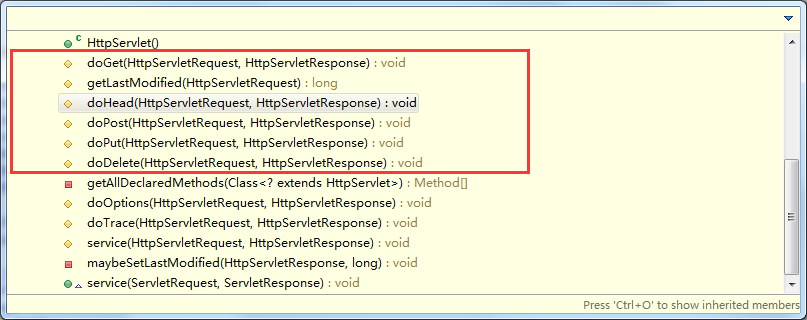 HttpServlet()
doGet(HttpServletRequest, HttpServletResponse) : void
getLastModified(HttpServletRequest) : long
doHead(HttpServletRequest, HttpServletResponse) : void
doPost(HttpServletRequest, HttpServletResponse) : void
doPut(HttpServletRequest, HttpServletResponse) : void
doDelete(HttpServletRequest, HttpServletResponse) : void
getAllDeclaredMethods(Class<? extends HttpServlet>) : Method[]
doOptions(HttpServletRequest, HttpServletResponse) : void
doTrace(HttpServletRequest, HttpServletResponse) : void
service(HttpServletRequest, HttpServletResponse) : void
maybeSetLastModified(HttpServletResponse, long) : void
service(ServletRequest, ServletResponse) : void
Press 'Ctrl+O' to show inherited members